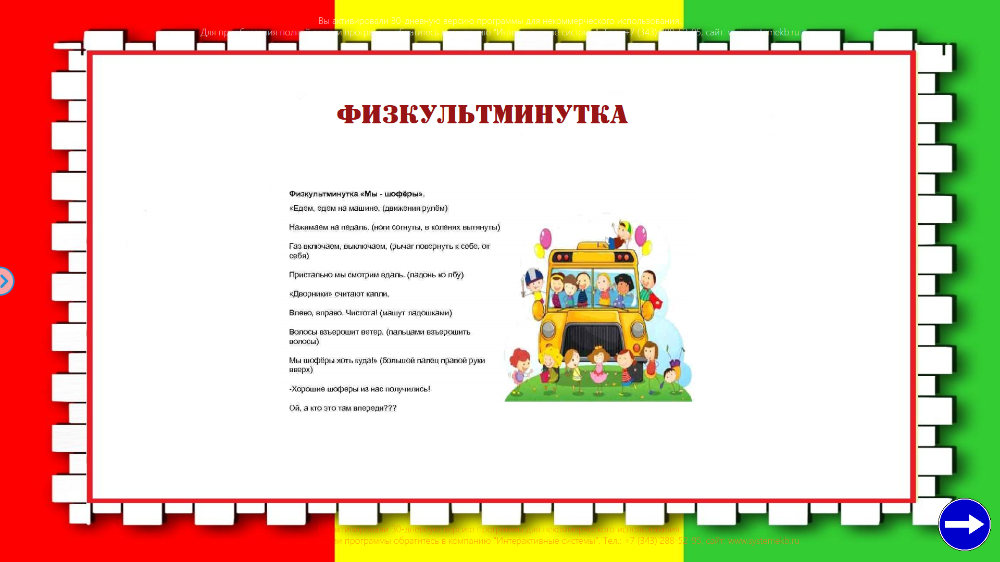 Вы активировали 30-дневную версию программы для некоммерческого использования.
Для приобретения полной версии программы обратитесь в компанию "Интерактивные системы". Тел.: +7 (343) 288-52-95, сайт: www.systemekb.ru
ФИЗКУЛЬТМИНУТКА
Физкультминутка «Мы - шофёры».
«Едем, едем на машине, (движения рулём)
Нажимаем на педаль. (ноги согнуты, в коленях вытянуты)
Газ включаем, выключаем, (рычаг повернуть к себе, от
себя)
Пристально мы смотрим вдаль. (ладонь ко лбу)
«Дворники» считают капли,
Влево, вправо. Чистота! (машут ладошками)
Волосы взъерошит ветер, (пальцами взъерошить
волосы)
Мы шофёры хоть куда!» (большой палец правой руки
вверх)
-Хорошие шоферы из нас получились!
Ой, а кто это там впереди???
Вы активировали 30-дневную версию программы для некоммерческого использования.
ии программы обратитесь в компанию "Интерактивные системы". Тел.: +7 (343) 288-52-95, сайт: www.systemekb.ru